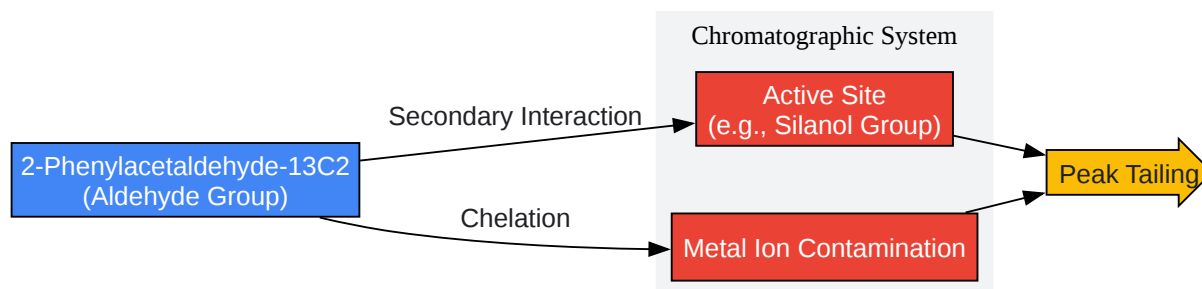 Chromatographic System
Active Site
(e.g., Silanol Group)
Secondary Interaction
2-Phenylacetaldehyde-13C2
(Aldehyde Group)
Peak Tailing
Chelation
Metal Ion Contamination